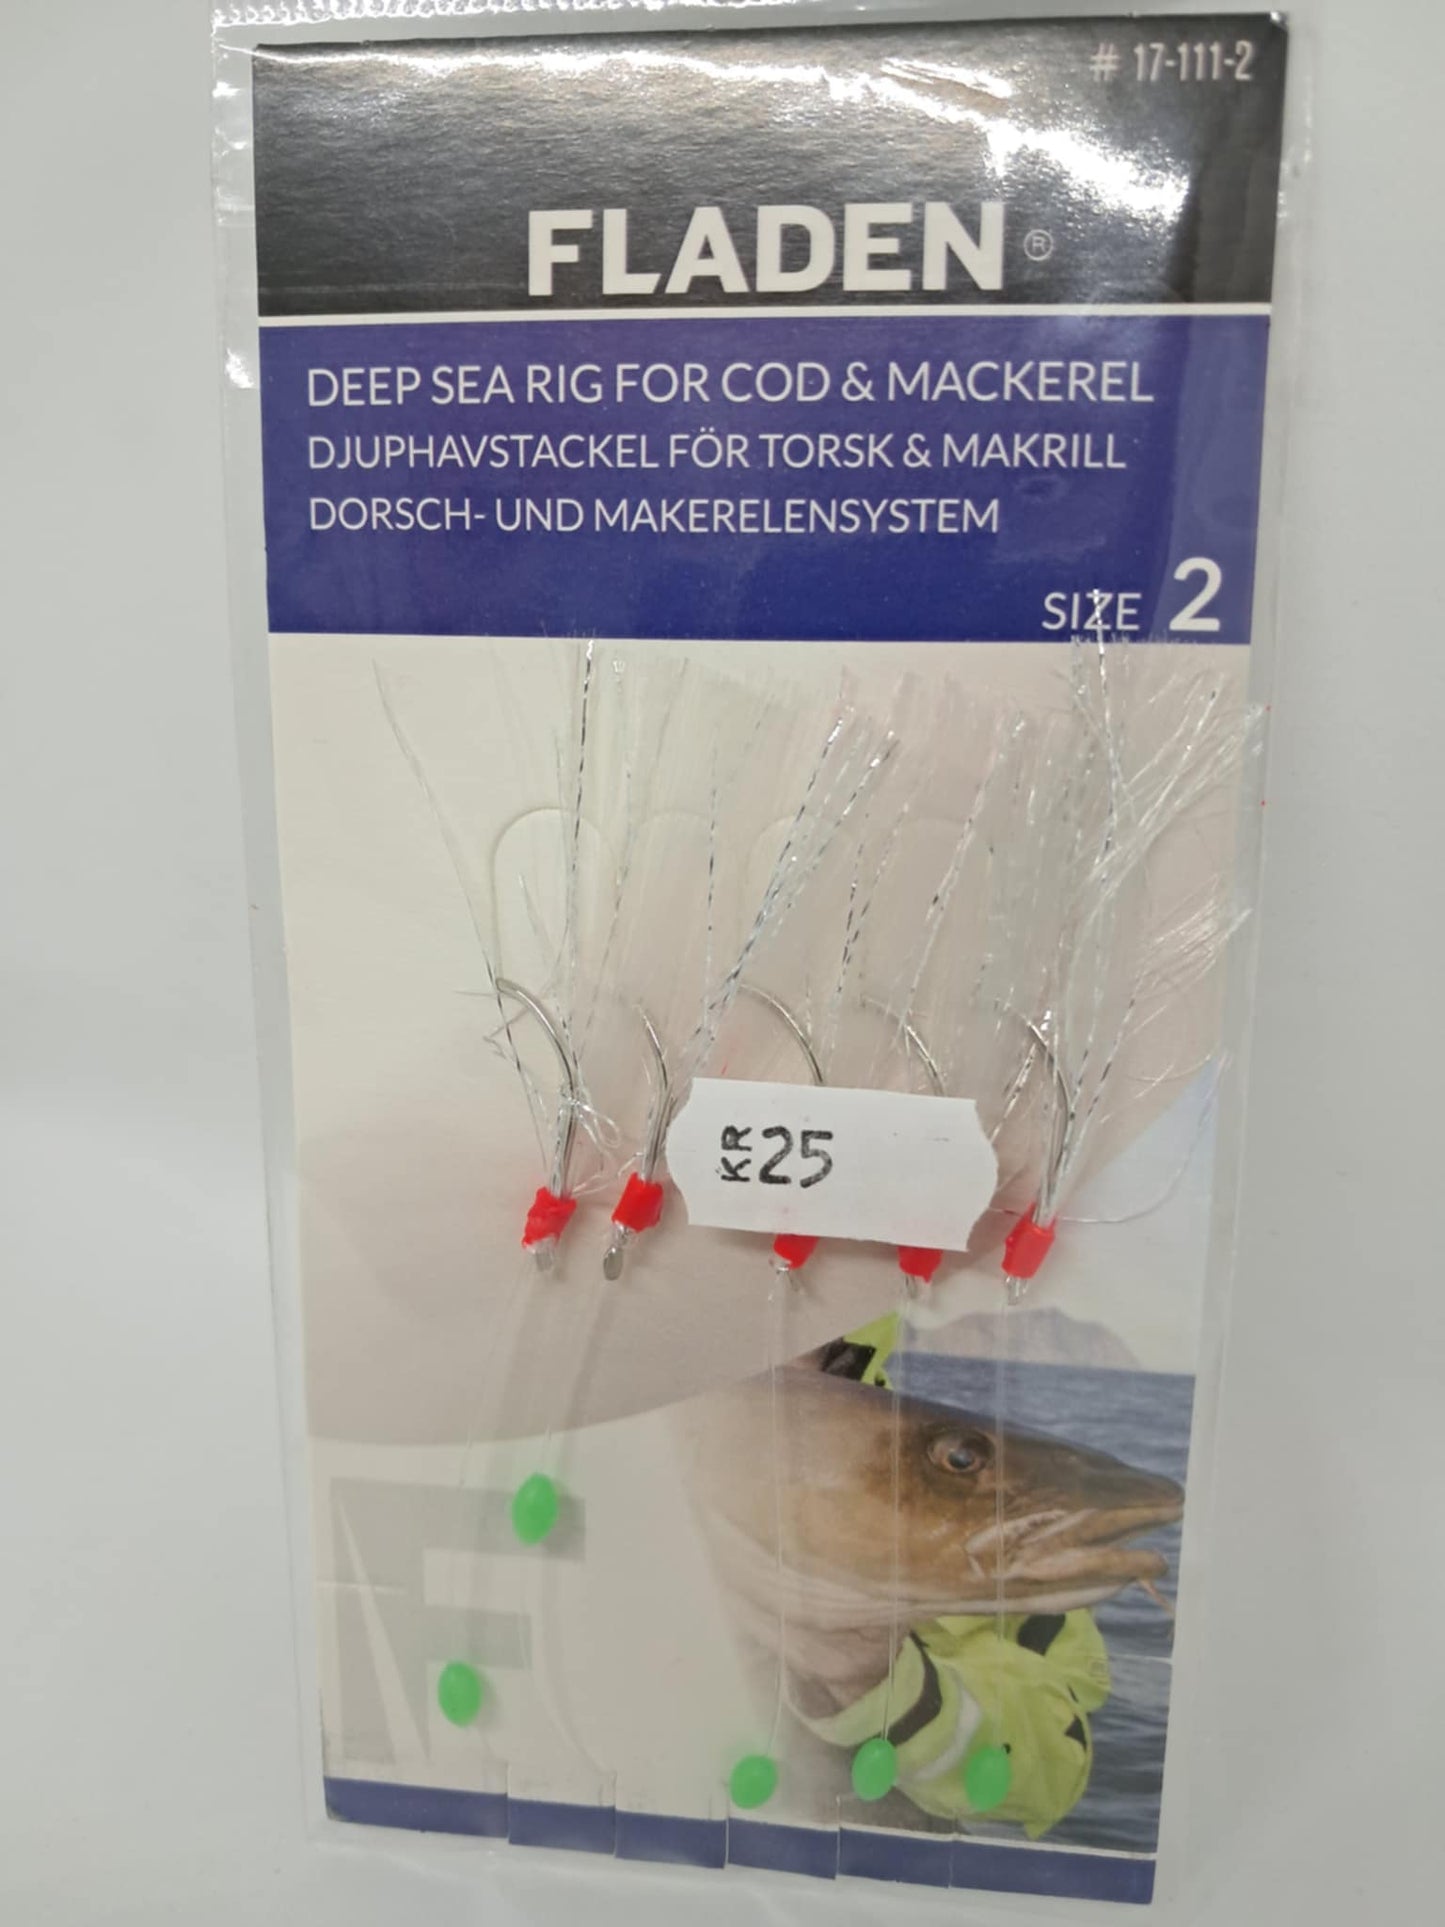 # 17-111-2
FLADEN®
DEEP SEA RIG FOR COD & MACKEREL
DJUPHAVSTACKEL FÖR TORSK & MAKRILL
DORSCH- UND MAKERELENSYSTEM
SIZE 2
KR 25